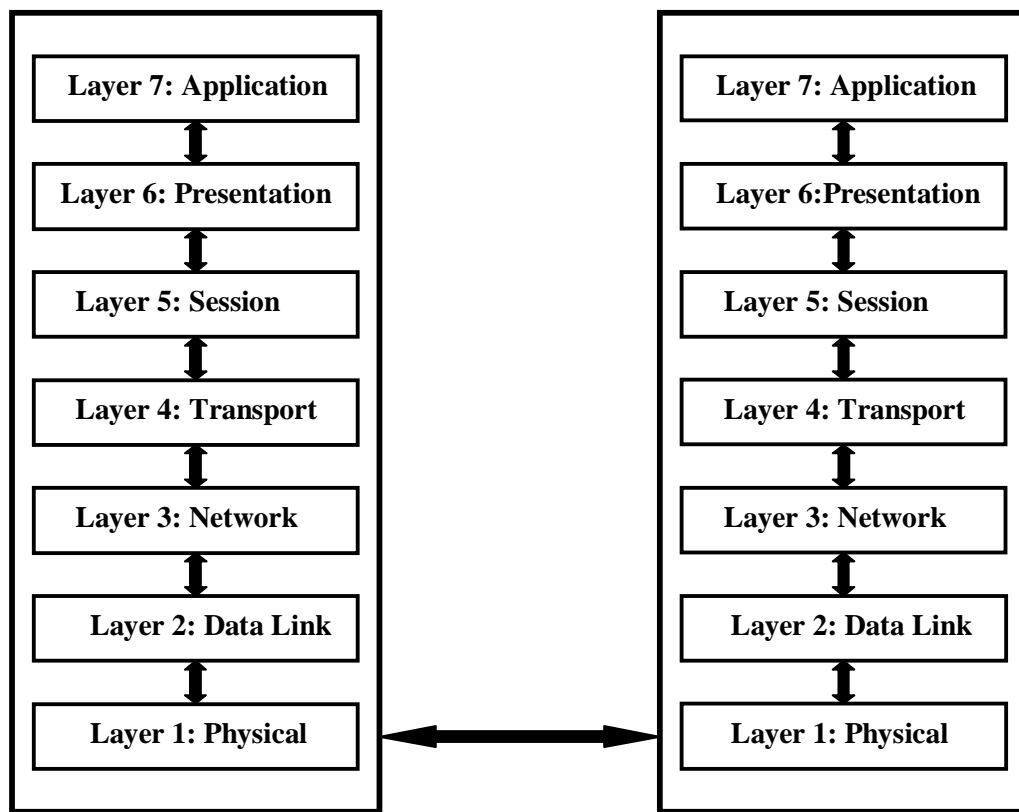 Layer 7: Application
Layer 6: Presentation
Layer 5: Session
Layer 4: Transport
Layer 3: Network
Layer 2: Data Link
Layer 1: Physical
Layer 7: Application
Layer 6:Presentation
Layer 5: Session
Layer 4: Transport
Layer 3: Network
Layer 2: Data Link
Layer 1: Physical